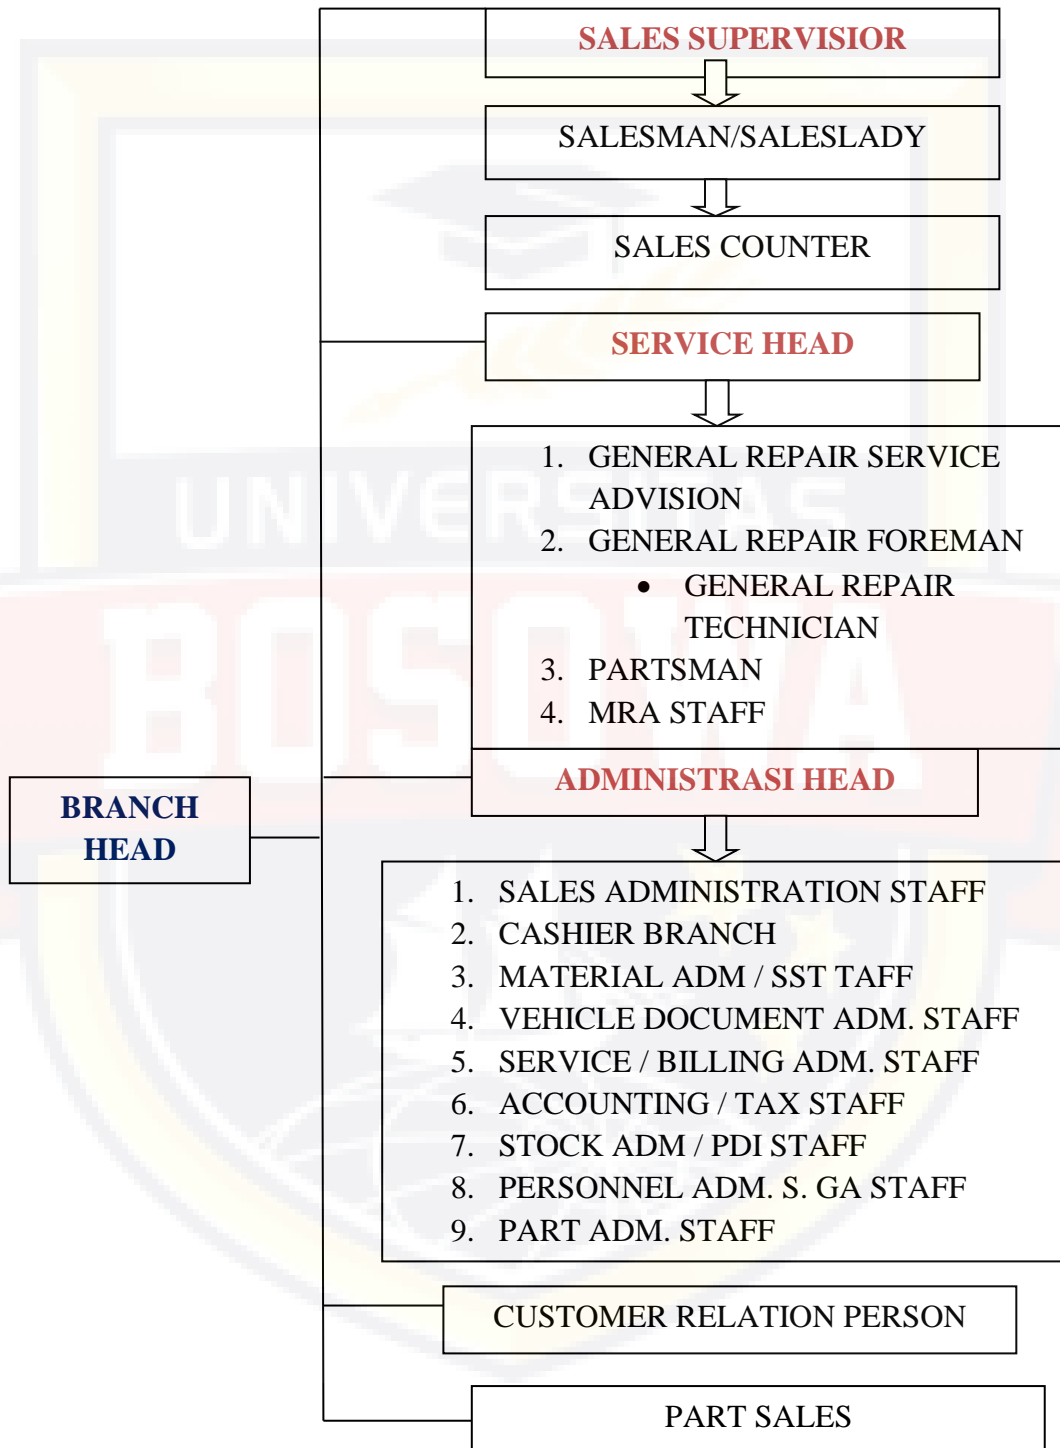 SALES SUPERVISIOR
SALESMAN/SALESLADY
SALES COUNTER
SERVICE HEAD
1. GENERAL REPAIR SERVICE
ADVISION
2. GENERAL REPAIR FOREMAN
• GENERAL REPAIR
TECHNICIAN
3. PARTSMAN
4. MRA STAFF
ADMINISTRASI HEAD
BRANCH
HEAD
1. SALES ADMINISTRATION STAFF
2. CASHIER BRANCH
3. MATERIAL ADM / SST TAFF
4. VEHICLE DOCUMENT ADM. STAFF
5. SERVICE / BILLING ADM. STAFF
6. ACCOUNTING / TAX STAFF
7. STOCK ADM / PDI STAFF
8. PERSONNEL ADM. S. GA STAFF
9. PART ADM. STAFF
CUSTOMER RELATION PERSON
PART SALES
UNIVERSITAS
BOSOWA